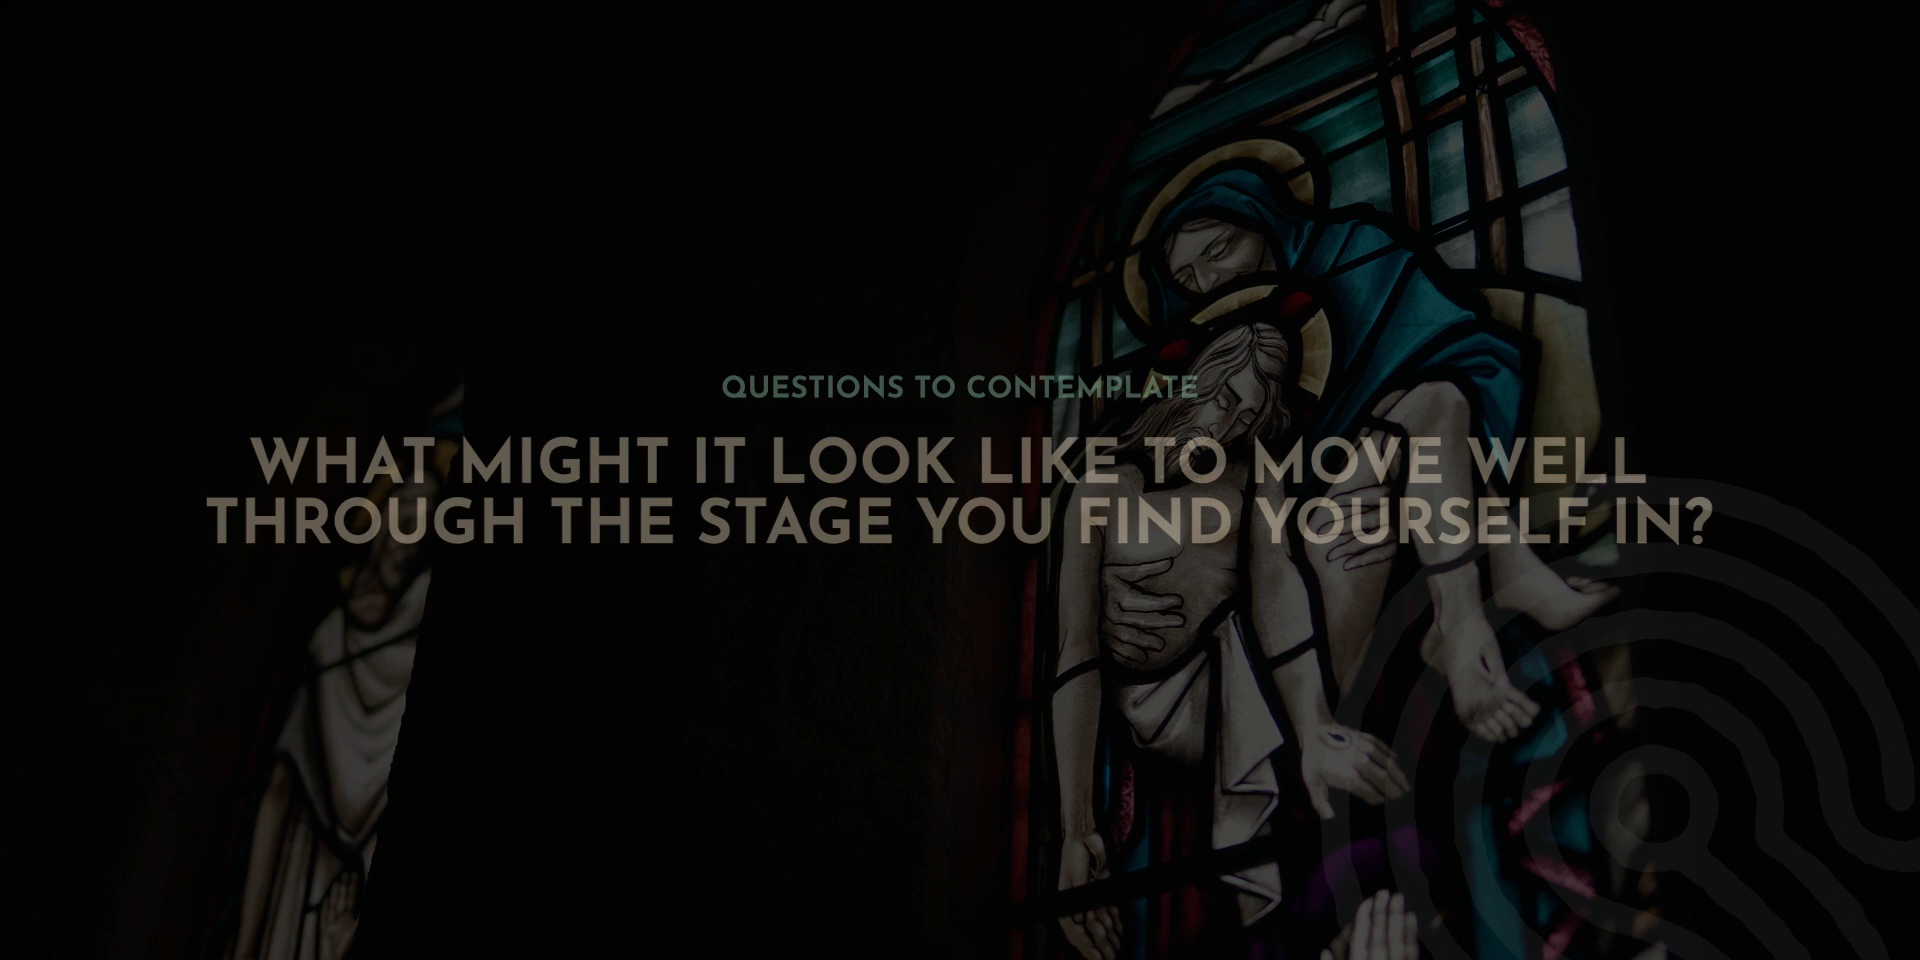 QUESTIONS TO CONTEMPLATE
WHAT MIGHT IT LOOK LIKE TO MOVE WELL
THROUGH THE STAGE YOU FIND YOURSELF IN?